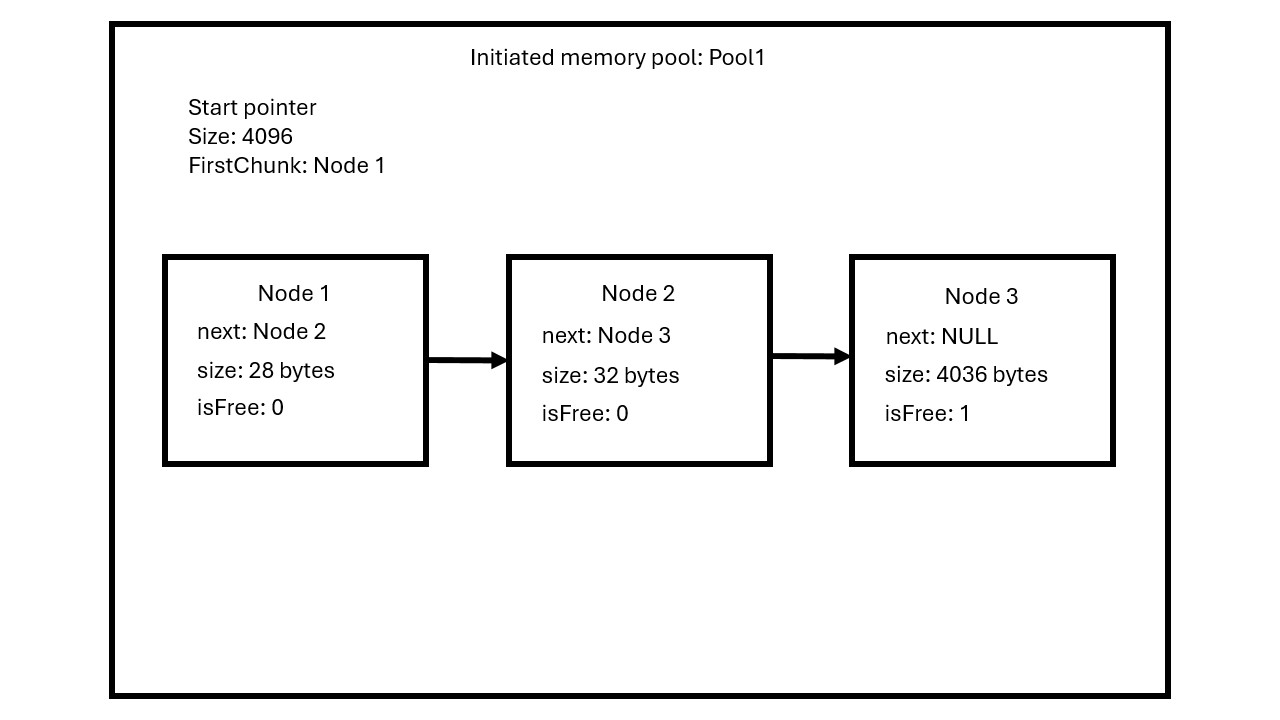 Initiated memory pool: Pool1
Start pointer
Size: 4096
FirstChunk: Node 1
Node 1
next: Node 2
size: 28 bytes
isFree: 0
Node 2
next: Node 3
size: 32 bytes
isFree: 0
Node 3
next: NULL
size: 4036 bytes
isFree: 1